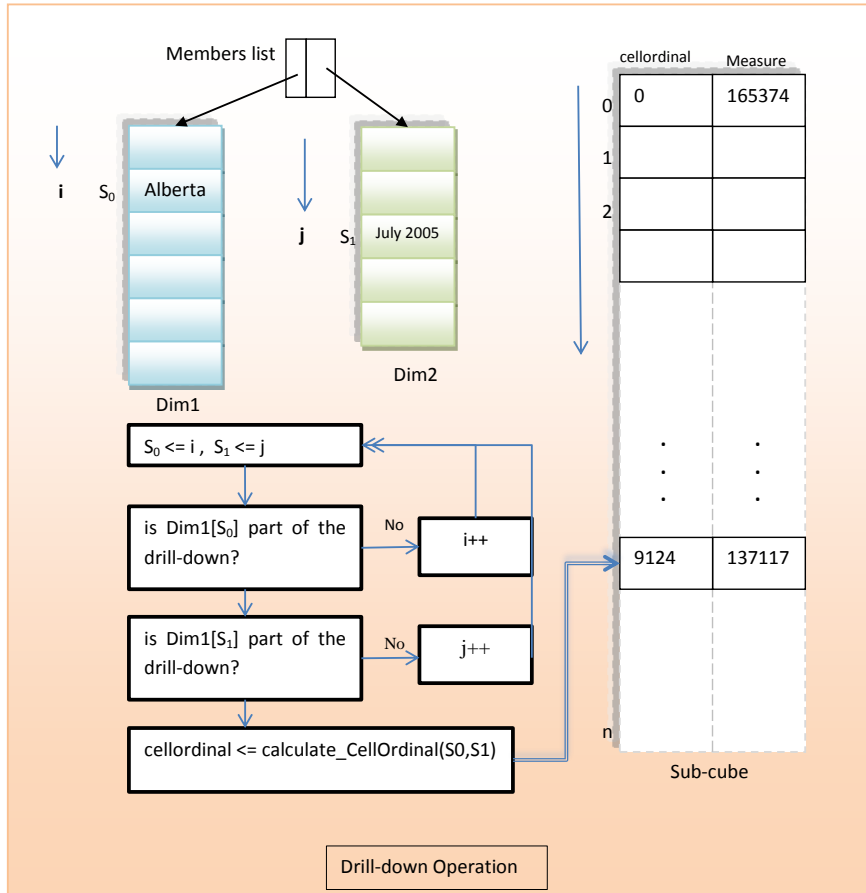 Members list
cellordinal
Measure
0
0
165374
1
2
i
S0
Alberta
j
S1
July 2005
Dim1
Dim2
S0 <= i , S1 <= j
is Dim1[S0] part of the
drill-down?
No
i++
is Dim1[S1] part of the
drill-down?
No
j++
cellordinal <= calculate_CellOrdinal(S0,S1)
. .
. .
. .
9124
137117
n
Sub-cube
Drill-down Operation